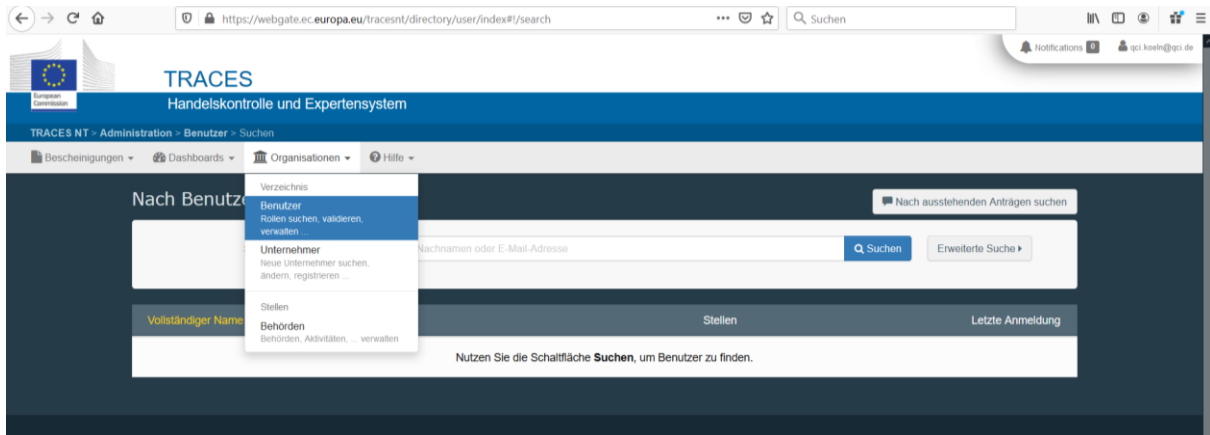 https://webgate.ec.europa.eu/tracesnt/directory/user/index#!/search
Suchen
Notifications 0
qci.koeln@qci.de
European
Commission
TRACES
Handelskontrolle und Expertensystem
TRACES NT > Administration > Benutzer > Suchen
Bescheinigungen
Dashboards
Organisationen
Hilfe
Verzeichnis
Benutzer
Rollen suchen, validieren,
verwalten ...
Unternehmer
Neue Unternehmer suchen,
ändern, registrieren ...
Stellen
Behörden
Behörden, Aktivitäten, ... verwalten
Nach Benutze
Nach ausstehenden Anträgen suchen
Nachnamen oder E-Mail-Adresse
Suchen
Erweiterte Suche
Vollständiger Name
Stellen
Letzte Anmeldung
Nutzen Sie die Schaltfläche Suchen, um Benutzer zu finden.